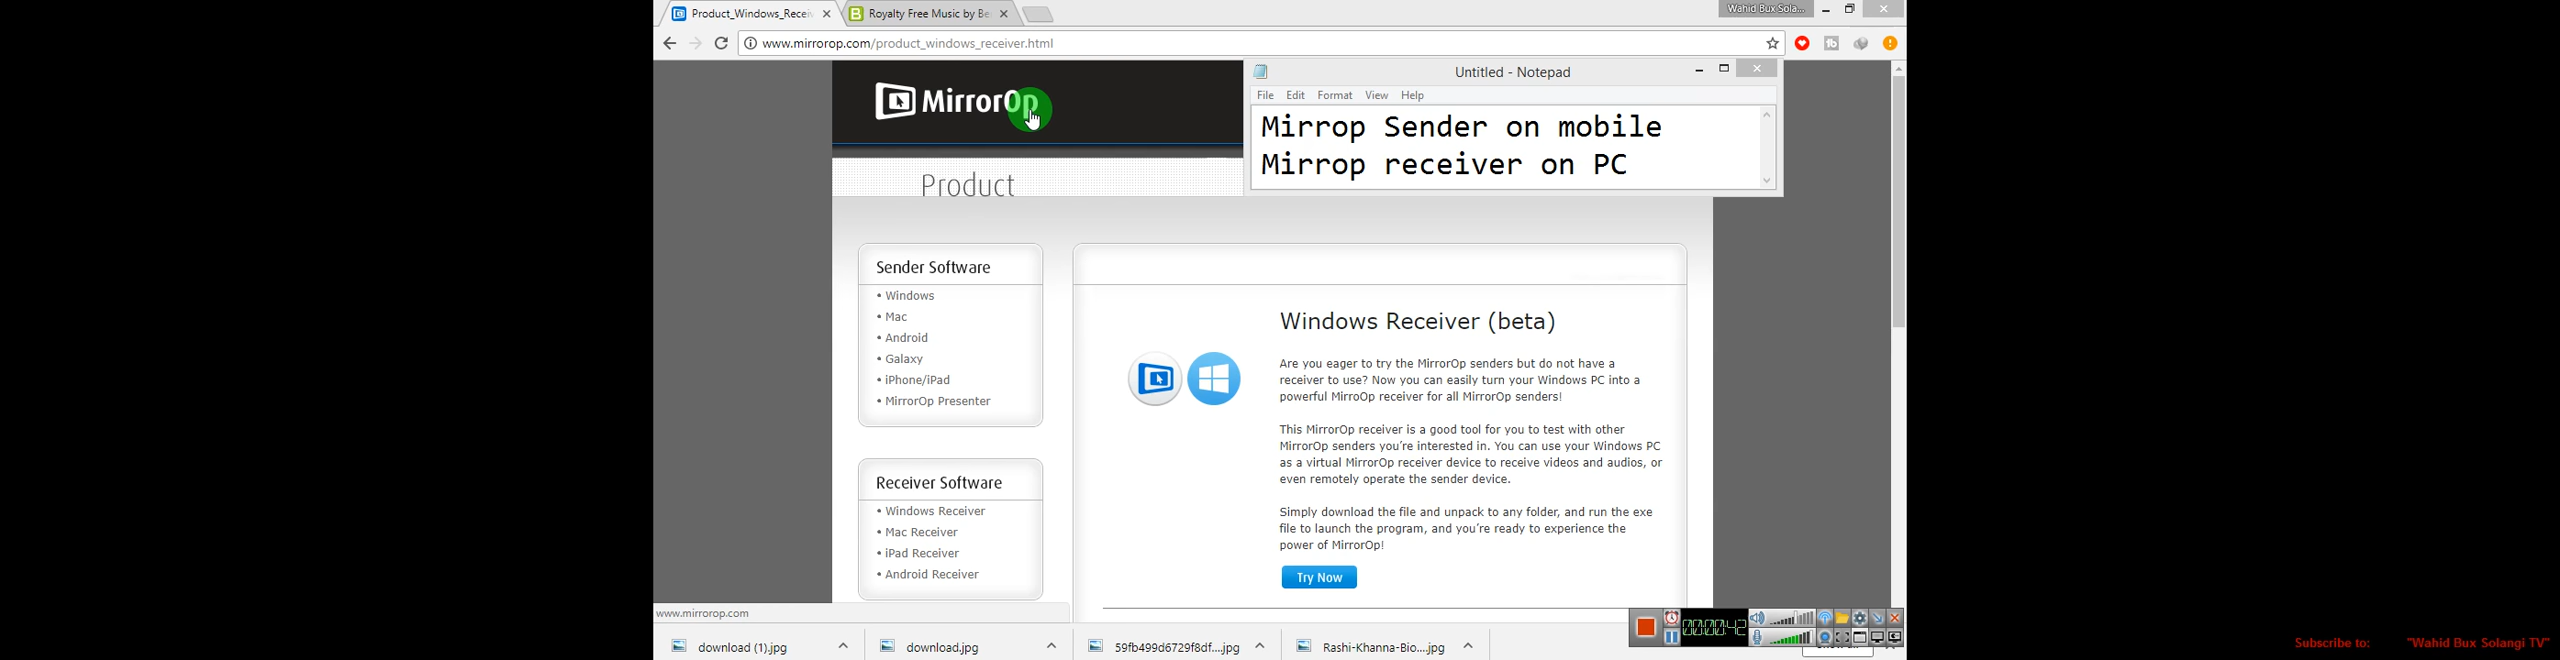 Product_Windows_Recei
Royalty Free Music by Be
Wahid Bux Sola...
www.mirrorop.com/product_windows_receiver.html
MirrorOp
Untitled - Notepad
File Edit Format View Help
Mirrop Sender on mobile
Mirrop receiver on PC
Product
Sender Software
• Windows
• Mac
• Android
• Galaxy
• iPhone/iPad
• MirrorOp Presenter
Receiver Software
• Windows Receiver
• Mac Receiver
• iPad Receiver
• Android Receiver
Windows Receiver (beta)
Are you eager to try the MirrorOp senders but do not have a
receiver to use? Now you can easily turn your Windows PC into a
powerful MirroOp receiver for all MirrorOp senders!
This MirrorOp receiver is a good tool for you to test with other
MirrorOp senders you're interested in. You can use your Windows PC
as a virtual MirrorOp receiver device to receive videos and audios, or
even remotely operate the sender device.
Simply download the file and unpack to any folder, and run the exe
file to launch the program, and you're ready to experience the
power of MirrorOp!
Try Now
www.mirrorop.com
00:00:42
download (1).jpg
download.jpg
59fb499d6729f8df....jpg
Rashi-Khanna-Bio....jpg
Subscribe to: "Wahid Bux Solangi TV"